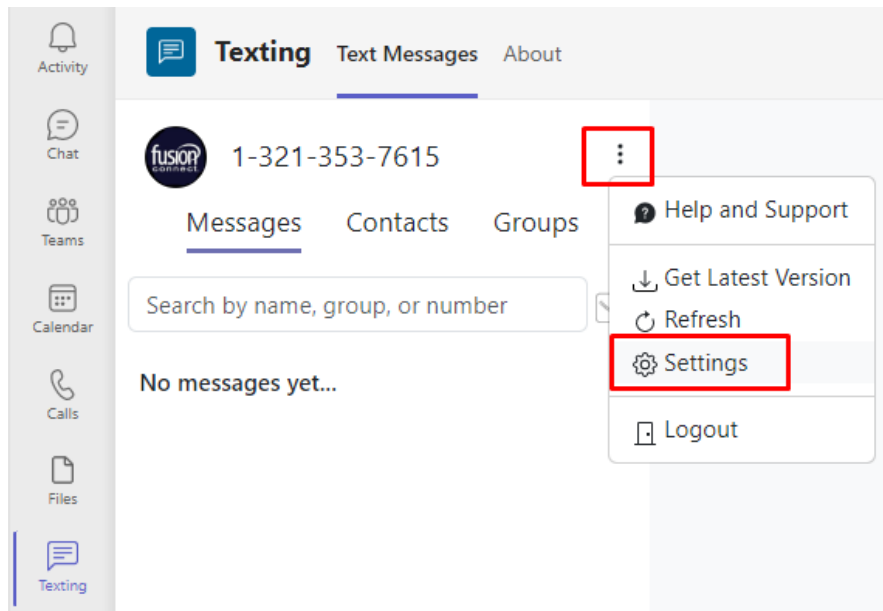 Activity
Chat
Teams
Calendar
Calls
Files
Texting
Texting Text Messages About
fusion
connect
1-321-353-7615
Messages Contacts Groups
Search by name, group, or number
No messages yet...
Help and Support
Get Latest Version
Refresh
Settings
Logout